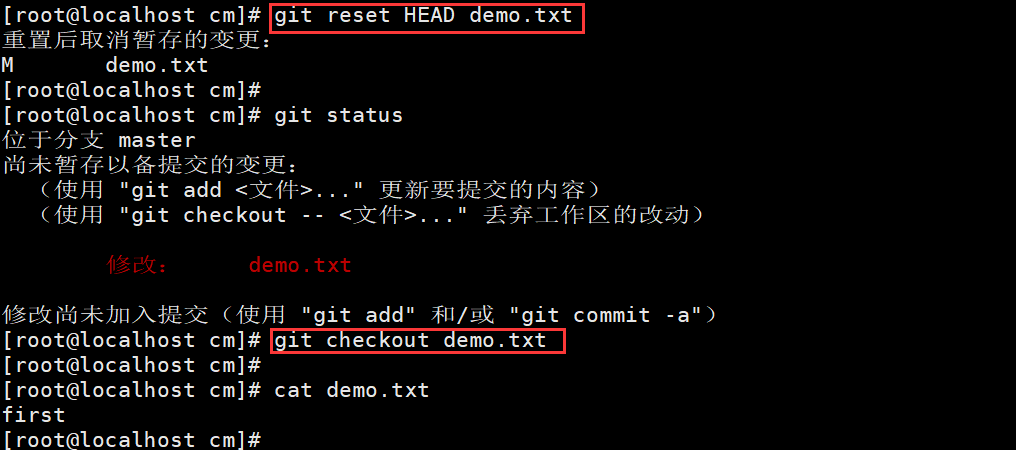 [root@localhost cm]# git reset HEAD demo.txt
重置后取消暂存的变更：
M       demo.txt
[root@localhost cm]#
[root@localhost cm]# git status
位于分支 master
尚未暂存以备提交的变更：
  （使用 "git add <文件>..." 更新要提交的内容）
  （使用 "git checkout -- <文件>..." 丢弃工作区的改动）
        修改：      demo.txt
修改尚未加入提交（使用 "git add" 和/或 "git commit -a"）
[root@localhost cm]# git checkout demo.txt
[root@localhost cm]#
[root@localhost cm]# cat demo.txt
first
[root@localhost cm]#